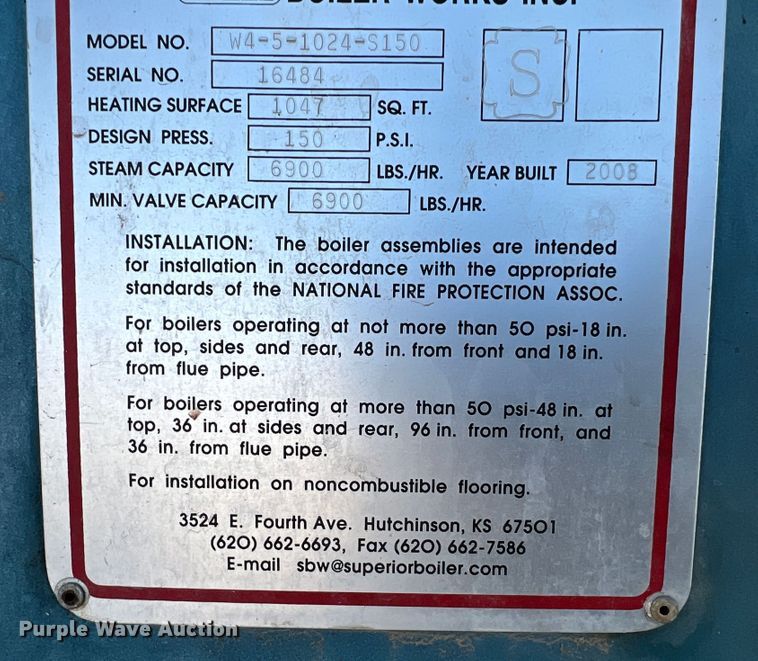 BOILER WORKS INC.
MODEL NO. W4-5-1024-S150
SERIAL NO. 16484
S
HEATING SURFACE 1047 SQ. FT.
DESIGN PRESS. 150 P.S.I.
STEAM CAPACITY 6900 LBS./HR. YEAR BUILT 2008
MIN. VALVE CAPACITY 6900 LBS./HR.
INSTALLATION: The boiler assemblies are intended
for installation in accordance with the appropriate
standards of the NATIONAL FIRE PROTECTION ASSOC.
For boilers operating at not more than 50 psi-18 in.
at top, sides and rear, 48 in. from front and 18 in.
from flue pipe.
For boilers operating at more than 50 psi-48 in. at
top, 36 in. at sides and rear, 96 in. from front, and
36 in. from flue pipe.
For installation on noncombustible flooring.
3524 E. Fourth Ave. Hutchinson, KS 67501
(620) 662-6693, Fax (620) 662-7586
E-mail sbw@superiorboiler.com
Purple Wave Auction